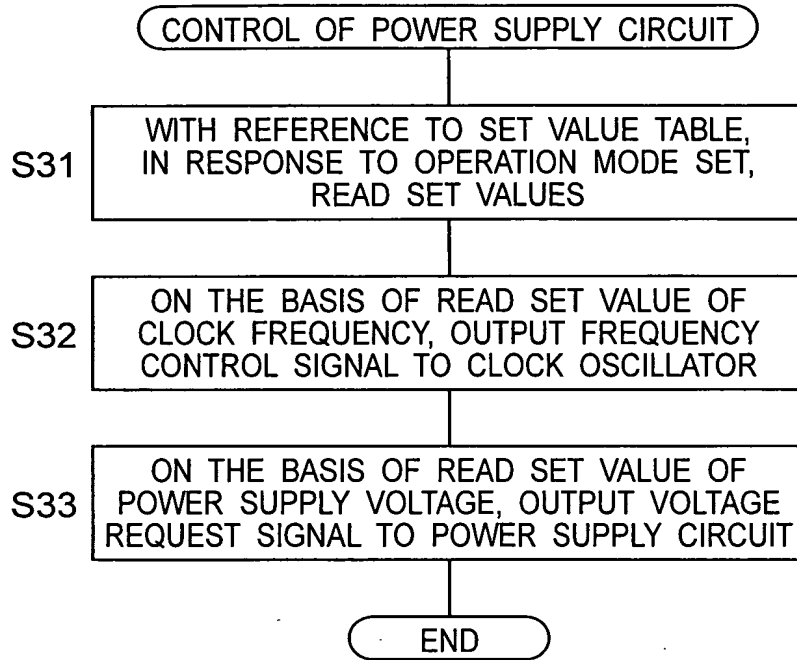 CONTROL OF POWER SUPPLY CIRCUIT
S31
WITH REFERENCE TO SET VALUE TABLE,
IN RESPONSE TO OPERATION MODE SET,
READ SET VALUES
S32
ON THE BASIS OF READ SET VALUE OF
CLOCK FREQUENCY, OUTPUT FREQUENCY
CONTROL SIGNAL TO CLOCK OSCILLATOR
S33
ON THE BASIS OF READ SET VALUE OF
POWER SUPPLY VOLTAGE, OUTPUT VOLTAGE
REQUEST SIGNAL TO POWER SUPPLY CIRCUIT
END